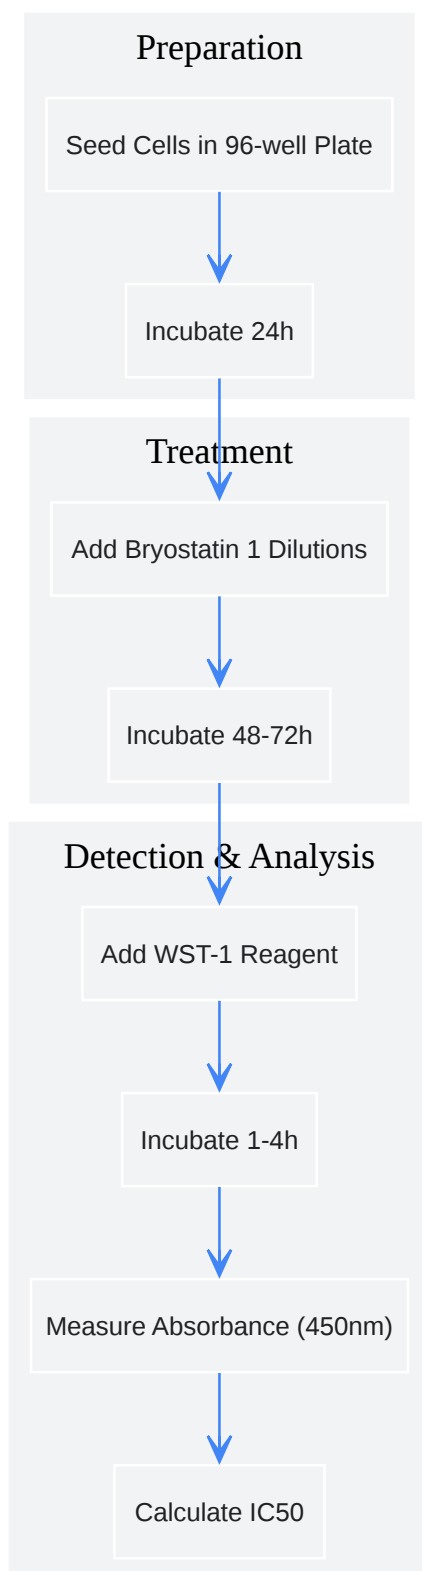 Preparation
Seed Cells in 96-well Plate
Incubate 24h
Treatment
Add Bryostatin 1 Dilutions
Incubate 48-72h
Detection & Analysis
Add WST-1 Reagent
Incubate 1-4h
Measure Absorbance (450nm)
Calculate IC50